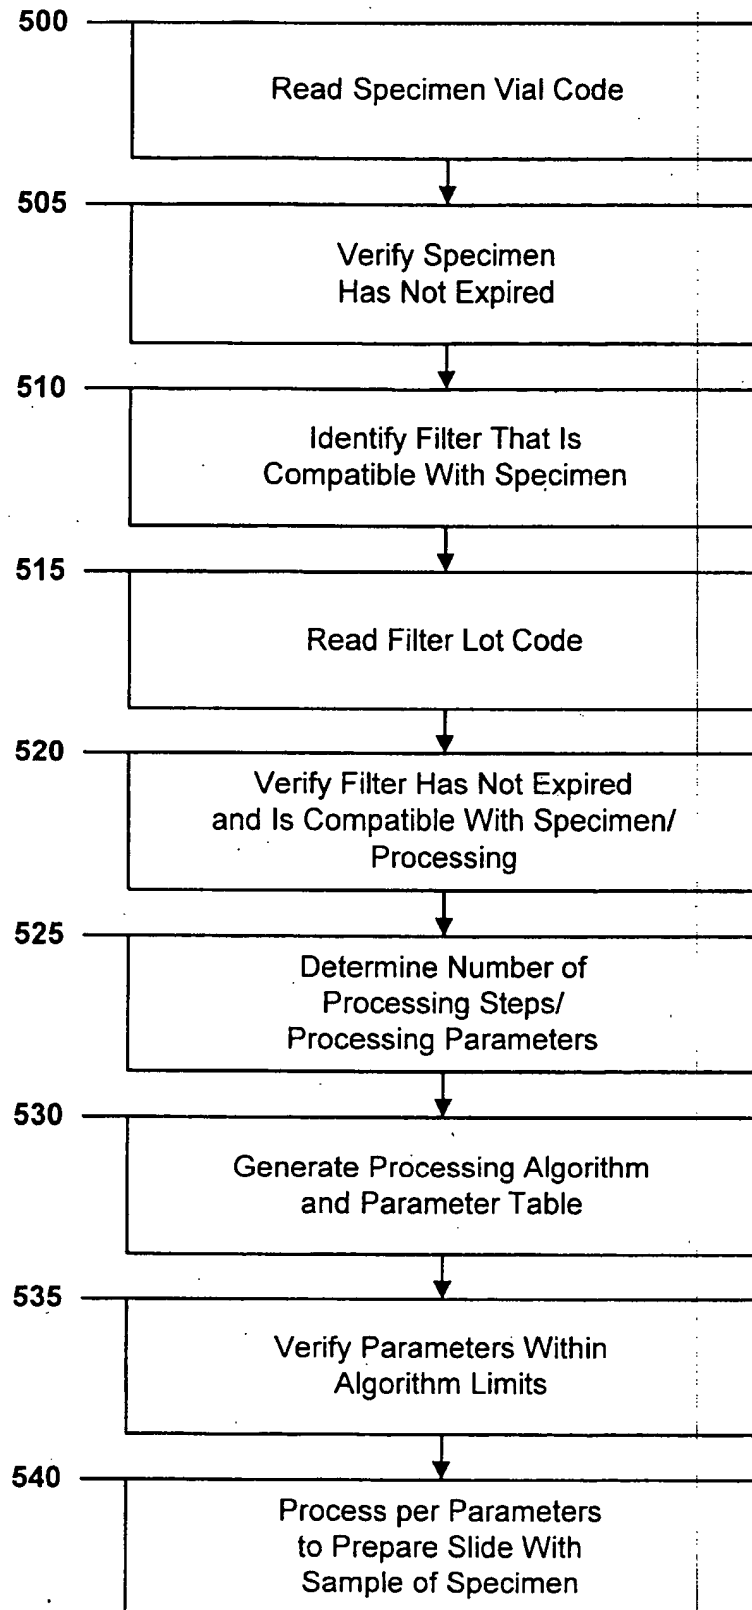 500
Read Specimen Vial Code
505
Verify Specimen
Has Not Expired
510
Identify Filter That Is
Compatible With Specimen
515
Read Filter Lot Code
520
Verify Filter Has Not Expired
and Is Compatible With Specimen/
Processing
525
Determine Number of
Processing Steps/
Processing Parameters
530
Generate Processing Algorithm
and Parameter Table
535
Verify Parameters Within
Algorithm Limits
540
Process per Parameters
to Prepare Slide With
Sample of Specimen